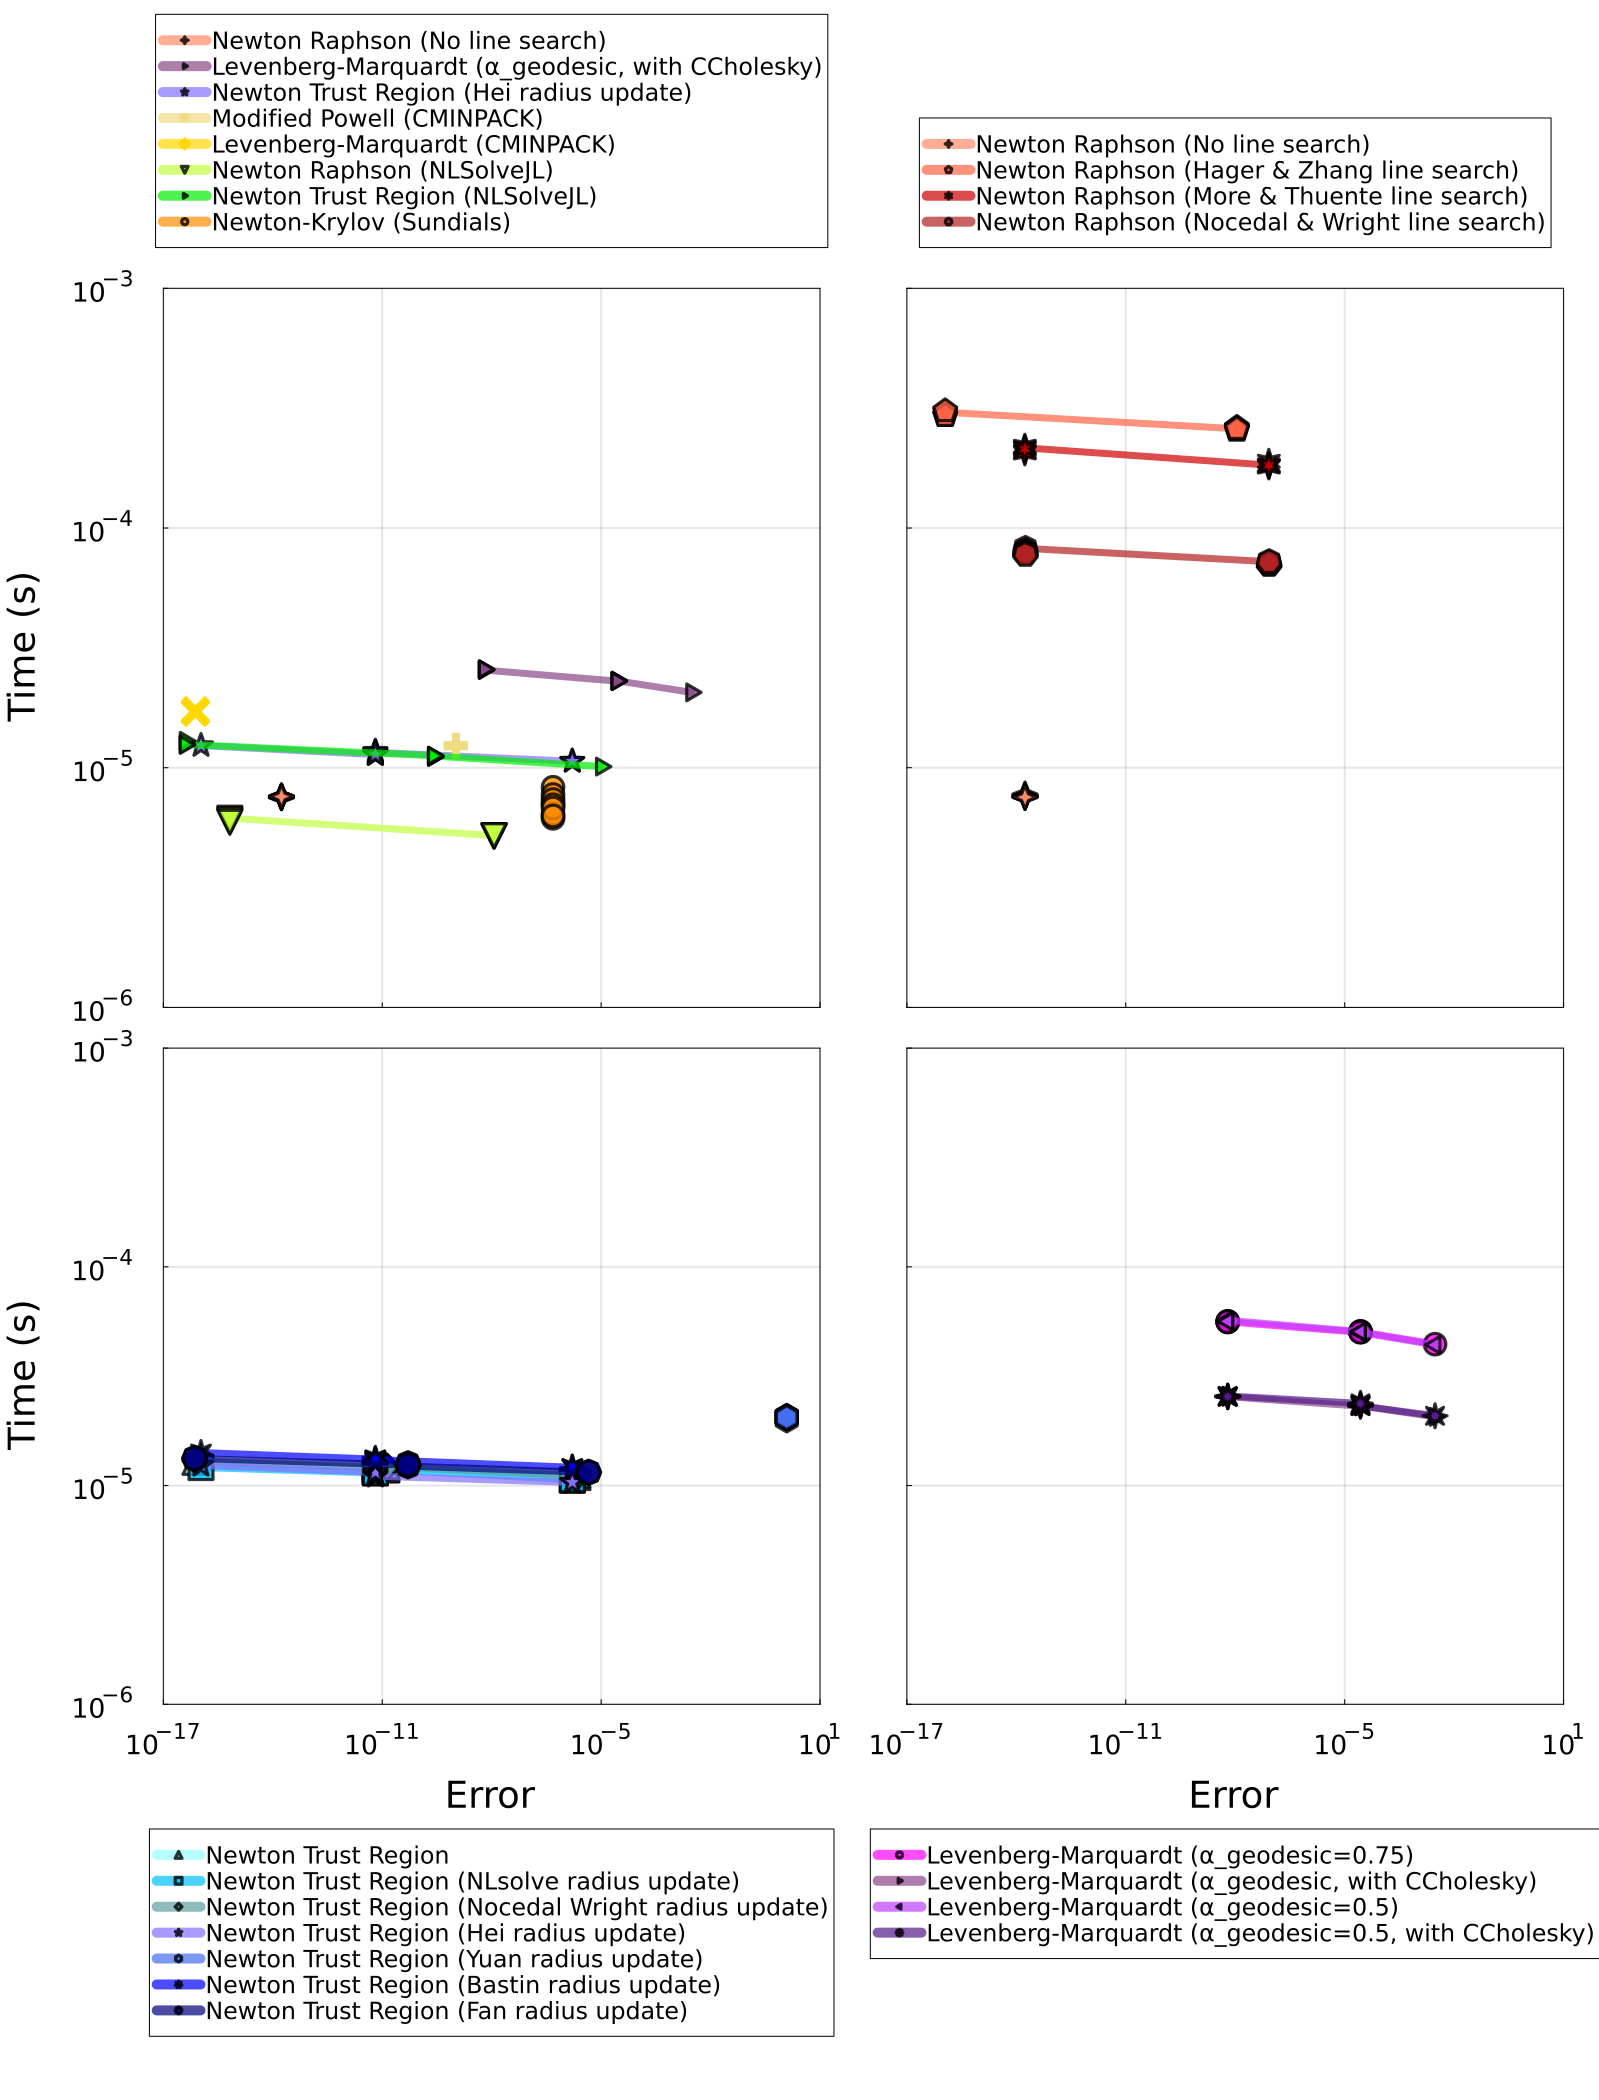 Newton Raphson (No line search)
Levenberg-Marquardt (α_geodesic, with CCholesky)
Newton Trust Region (Hei radius update)
Modified Powell (CMINPACK)
Levenberg-Marquardt (CMINPACK)
Newton Raphson (NLSolveJL)
Newton Trust Region (NLSolveJL)
Newton-Krylov (Sundials)
Newton Raphson (No line search)
Newton Raphson (Hager & Zhang line search)
Newton Raphson (More & Thuente line search)
Newton Raphson (Nocedal & Wright line search)
10⁻³
10⁻⁴
10⁻⁵
10⁻⁶
Time (s)
10⁻³
10⁻⁴
10⁻⁵
10⁻⁶
Time (s)
10⁻¹⁷ 10⁻¹¹ 10⁻⁵ 10¹
Error
10⁻¹⁷ 10⁻¹¹ 10⁻⁵ 10¹
Error
Newton Trust Region
Newton Trust Region (NLsolve radius update)
Newton Trust Region (Nocedal Wright radius update)
Newton Trust Region (Hei radius update)
Newton Trust Region (Yuan radius update)
Newton Trust Region (Bastin radius update)
Newton Trust Region (Fan radius update)
Levenberg-Marquardt (α_geodesic=0.75)
Levenberg-Marquardt (α_geodesic, with CCholesky)
Levenberg-Marquardt (α_geodesic=0.5)
Levenberg-Marquardt (α_geodesic=0.5, with CCholesky)